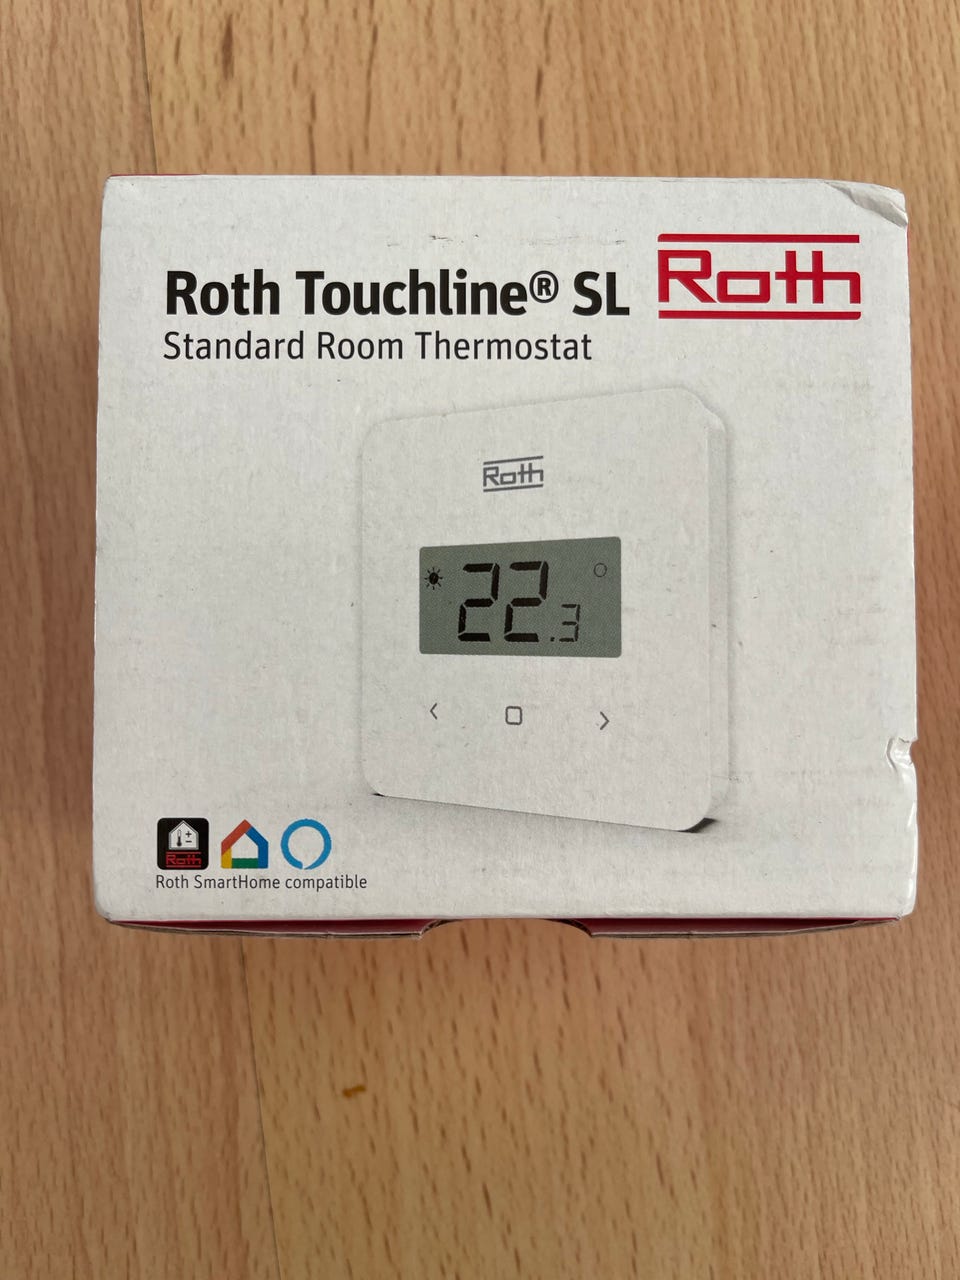 Roth Touchline® SL
Roth
Standard Room Thermostat
Roth
22.3
Roth
Roth SmartHome compatible